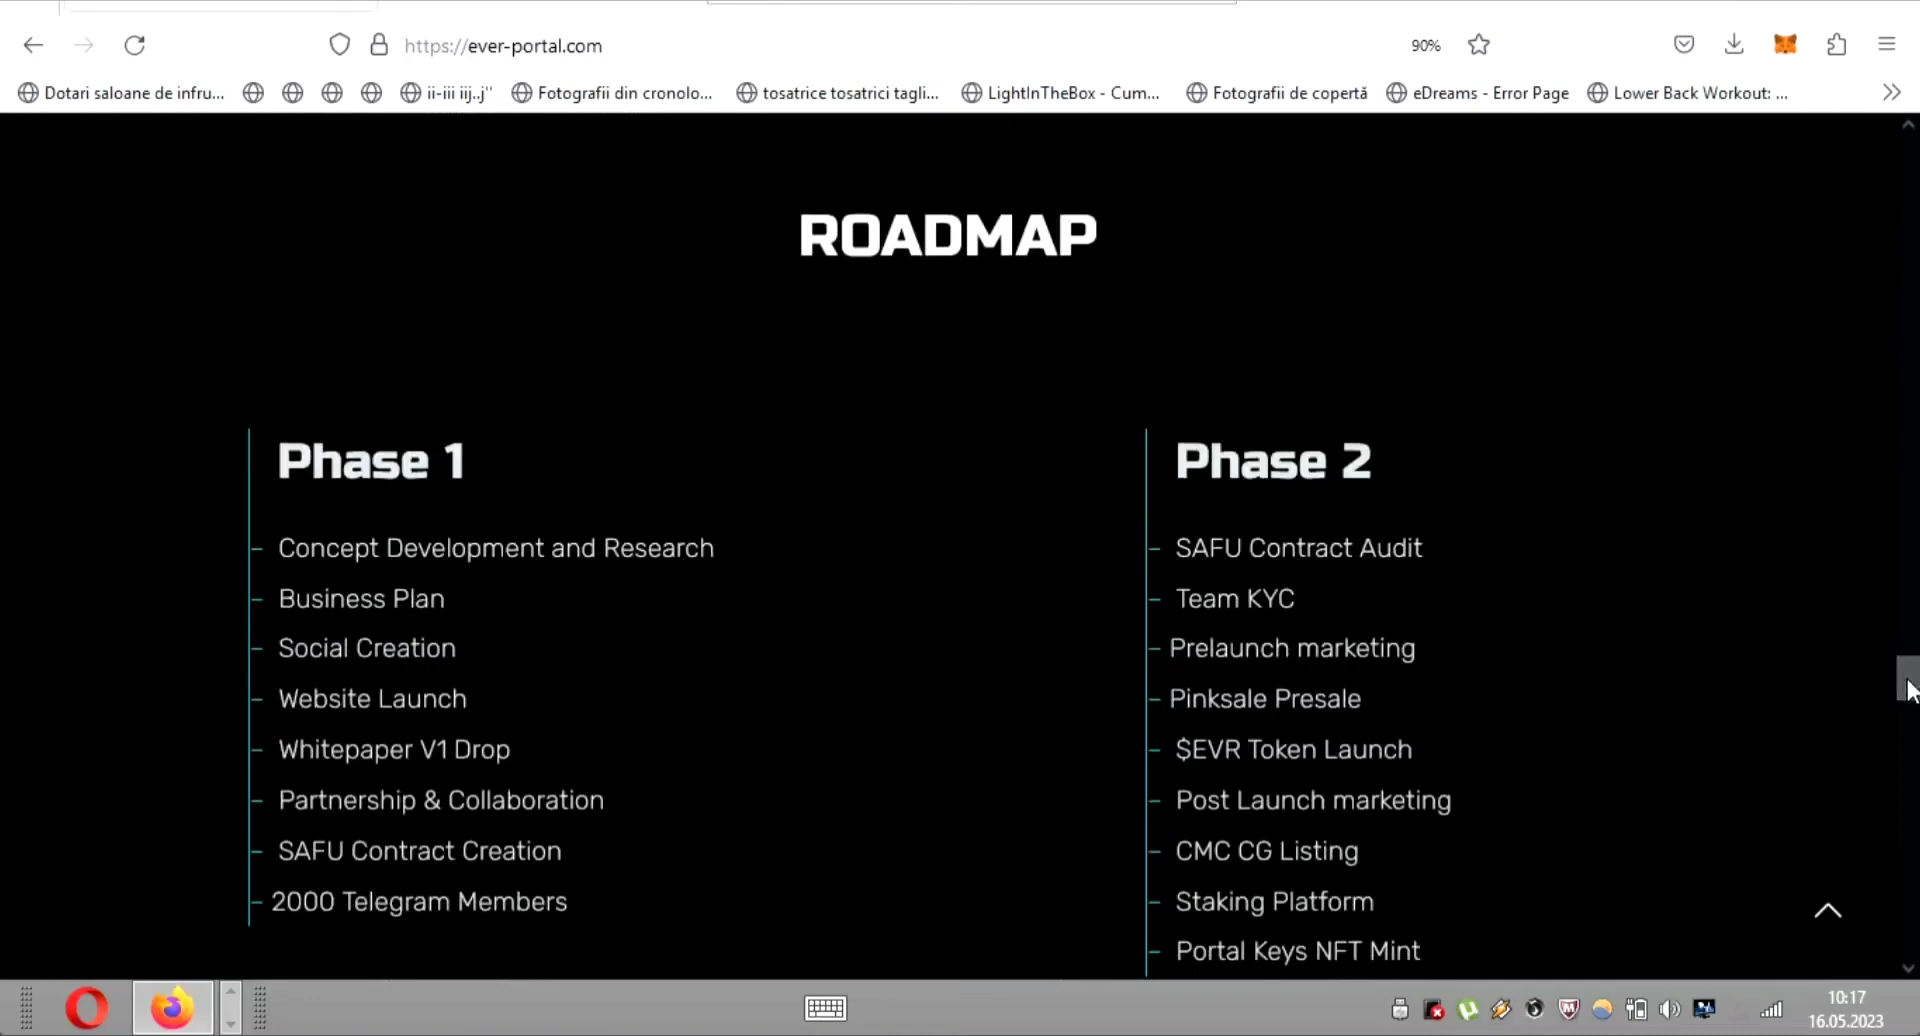 https://ever-portal.com
90%
Dotari saloane de infru...
ii-iii iij..j''
Fotografii din cronolo...
tosatrice tosatrici tagli...
LightInTheBox - Cum...
Fotografii de copertă
eDreams - Error Page
Lower Back Workout: ...
ROADMAP
Phase 1
Concept Development and Research
Business Plan
Social Creation
Website Launch
Whitepaper V1 Drop
Partnership & Collaboration
SAFU Contract Creation
2000 Telegram Members
Phase 2
SAFU Contract Audit
Team KYC
Prelaunch marketing
Pinksale Presale
$EVR Token Launch
Post Launch marketing
CMC CG Listing
Staking Platform
Portal Keys NFT Mint
10:17
16.05.2023